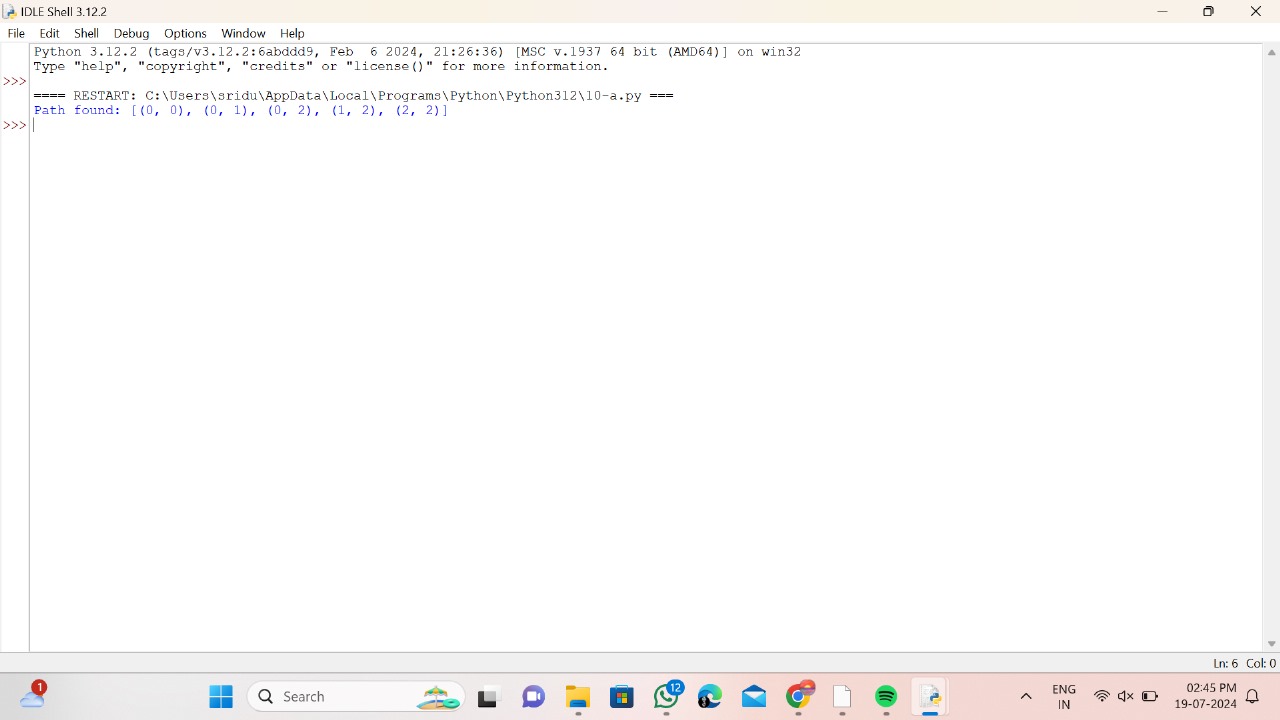 IDLE Shell 3.12.2
File Edit Shell Debug Options Window Help
Python 3.12.2 (tags/v3.12.2:6abddd9, Feb  6 2024, 21:26:36) [MSC v.1937 64 bit (AMD64)] on win32
Type "help", "copyright", "credits" or "license()" for more information.
>>>
==== RESTART: C:\Users\sridu\AppData\Local\Programs\Python\Python312\10-a.py ===
Path found: [(0, 0), (0, 1), (0, 2), (1, 2), (2, 2)]
>>>
Ln: 6 Col: 0
1
Search
12
ENG
IN
02:45 PM
19-07-2024